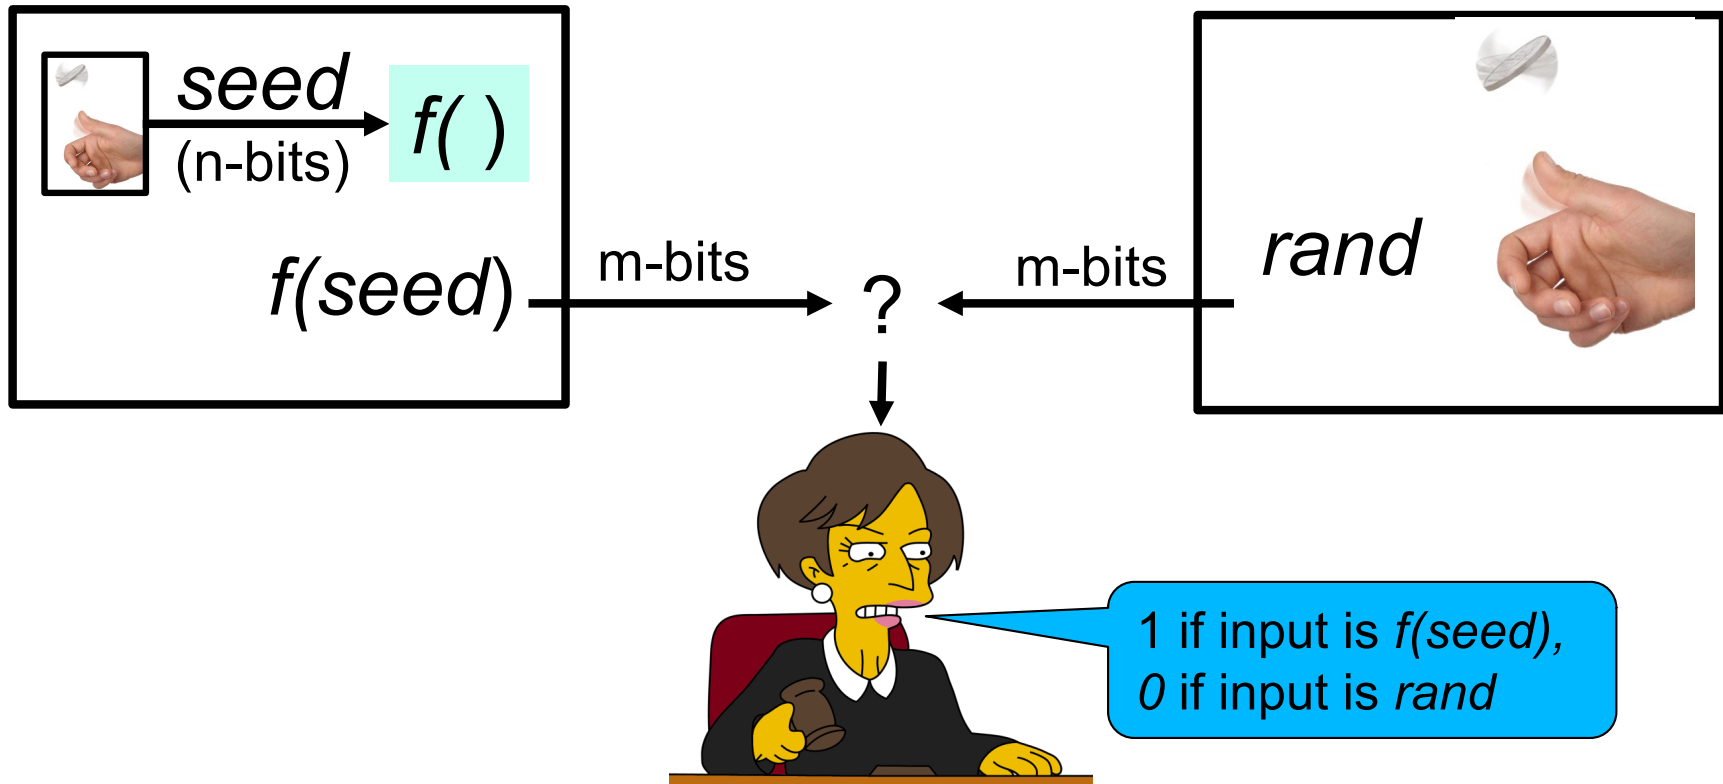 seed
(n-bits)
f( )
f(seed)
m-bits
?
m-bits
rand
1 if input is f(seed),
0 if input is rand